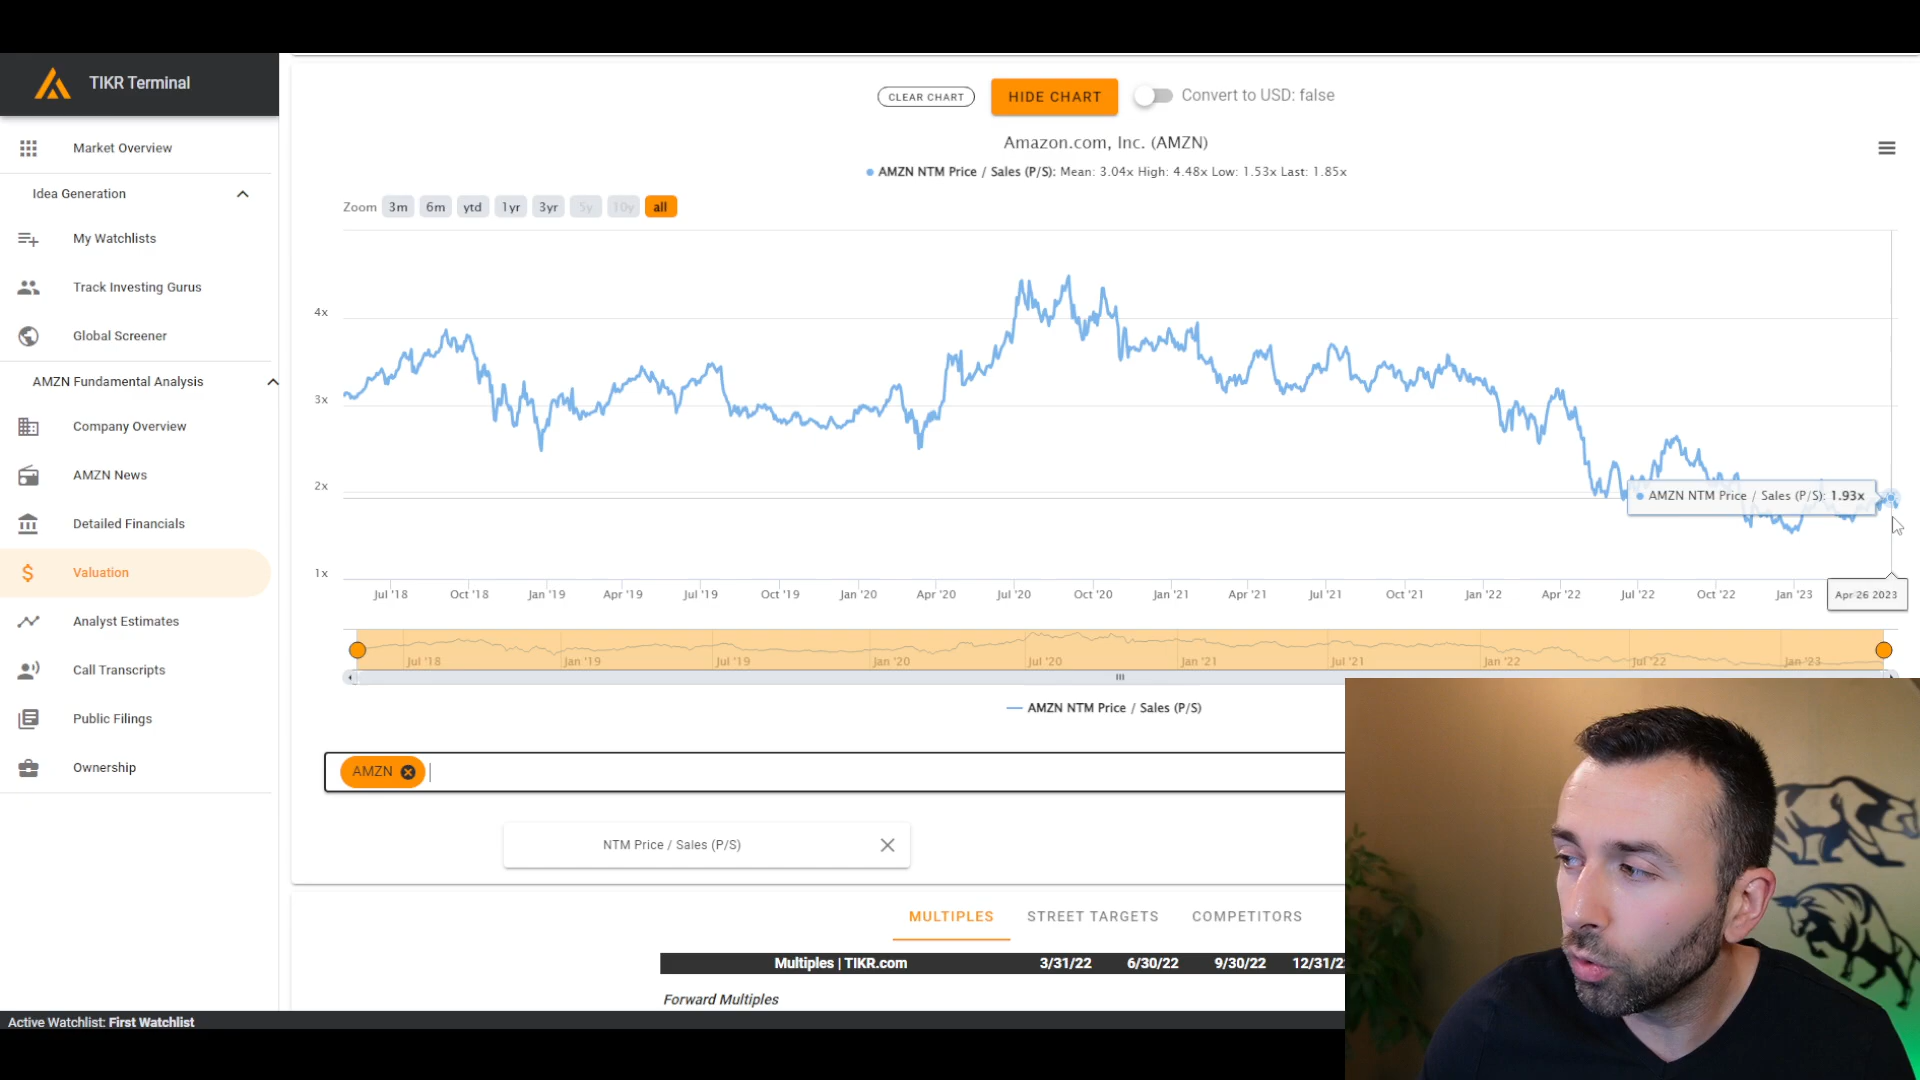 TIKR Terminal
Market Overview
Idea Generation
My Watchlists
Track Investing Gurus
Global Screener
AMZN Fundamental Analysis
Company Overview
AMZN News
Detailed Financials
Valuation
Analyst Estimates
Call Transcripts
Public Filings
Ownership
Active Watchlist: First Watchlist
CLEAR CHART
HIDE CHART
Convert to USD: false
Amazon.com, Inc. (AMZN)
AMZN NTM Price / Sales (P/S): Mean: 3.04x High: 4.48x Low: 1.53x Last: 1.85x
Zoom 3m 6m ytd 1yr 3yr 5y 10y all
4x
3x
2x
1x
AMZN NTM Price / Sales (P/S): 1.93x
Jul '18 Oct '18 Jan '19 Apr '19 Jul '19 Oct '19 Jan '20 Apr '20 Jul '20 Oct '20 Jan '21 Apr '21 Jul '21 Oct '21 Jan '22 Apr '22 Jul '22 Oct '22 Jan '23 Apr 26 2023
Jul '18 Jan '19 Jul '19 Jan '20 Jul '20 Jan '21 Jul '21 Jan '22 Jul '22 Jan '23
AMZN NTM Price / Sales (P/S)
AMZN
NTM Price / Sales (P/S)
MULTIPLES STREET TARGETS COMPETITORS
Multiples | TIKR.com 3/31/22 6/30/22 9/30/22 12/31/2
Forward Multiples